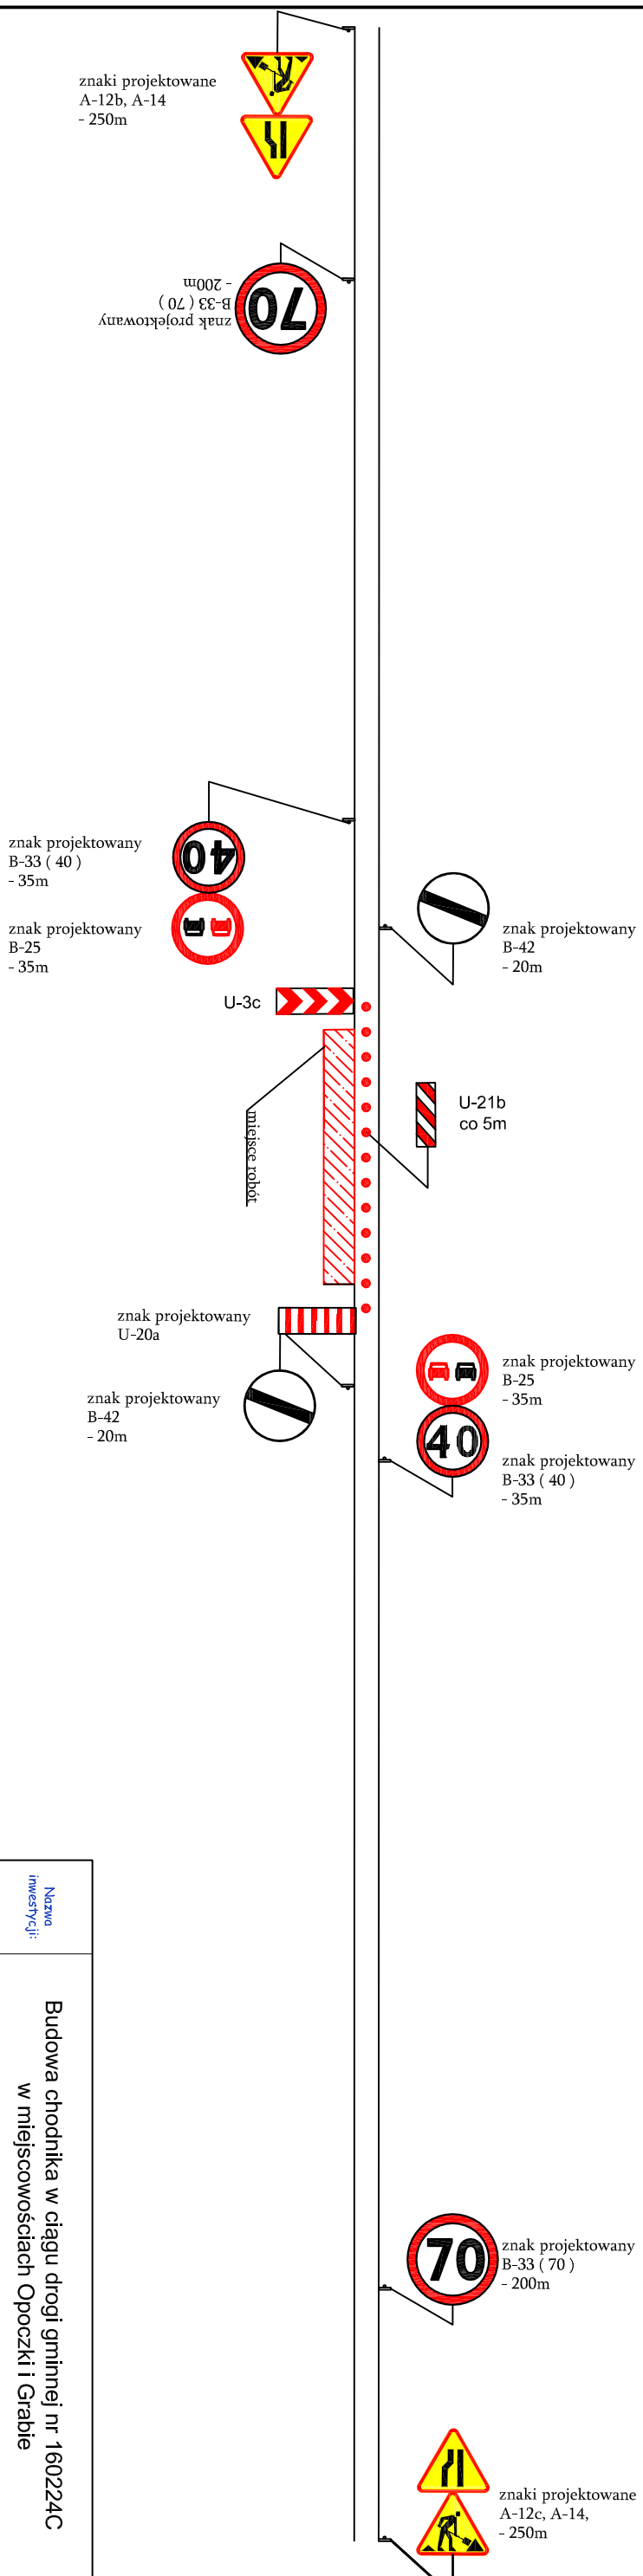 znaki projektowane
A-12b, A-14
- 250m
70
znak projektowany
B-33 ( 70 )
- 200m
znak projektowany
B-33 ( 40 )
- 35m
40
znak projektowany
B-25
- 35m
znak projektowany
B-42
- 20m
U-3c
U-21b
co 5m
miejsce robót
znak projektowany
U-20a
znak projektowany
B-25
- 35m
znak projektowany
B-42
- 20m
40
znak projektowany
B-33 ( 40 )
- 35m
Nazwa
inwestycji:
Budowa chodnika w ciągu drogi gminnej nr 160224C
w miejscowościach Opoczki i Grabie
70
znak projektowany
B-33 ( 70 )
- 200m
znaki projektowane
A-12c, A-14,
- 250m